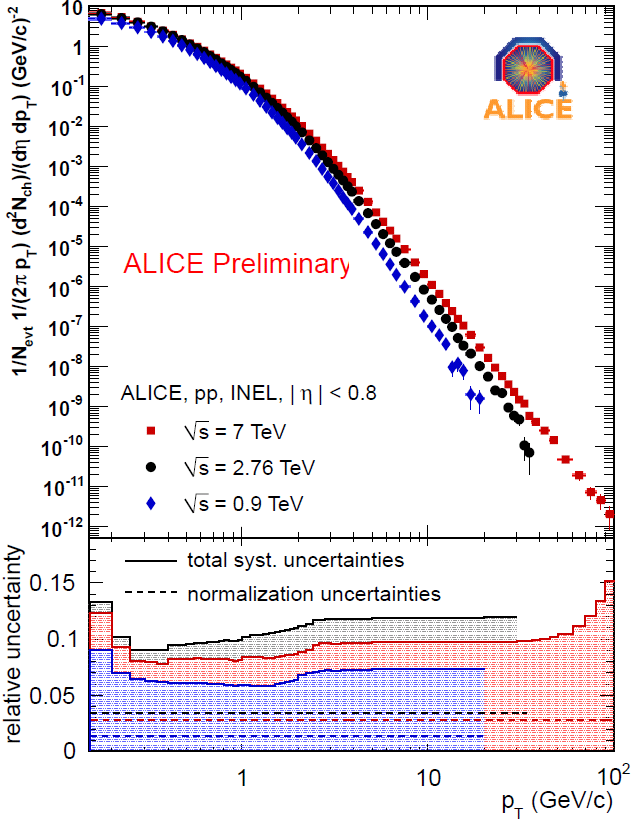 10
1
10⁻¹
10⁻²
10⁻³
10⁻⁴
10⁻⁵
10⁻⁶
10⁻⁷
10⁻⁸
10⁻⁹
10⁻¹⁰
10⁻¹¹
10⁻¹²
1/N_evt 1/(2π p_T) (d²N_ch)/(dη dp_T) (GeV/c)⁻²
ALICE
ALICE Preliminary
ALICE, pp, INEL, | η | < 0.8
√s = 7 TeV
√s = 2.76 TeV
√s = 0.9 TeV
relative uncertainty
0.15
0.1
0.05
0
total syst. uncertainties
normalization uncertainties
1
10
10²
p_T (GeV/c)